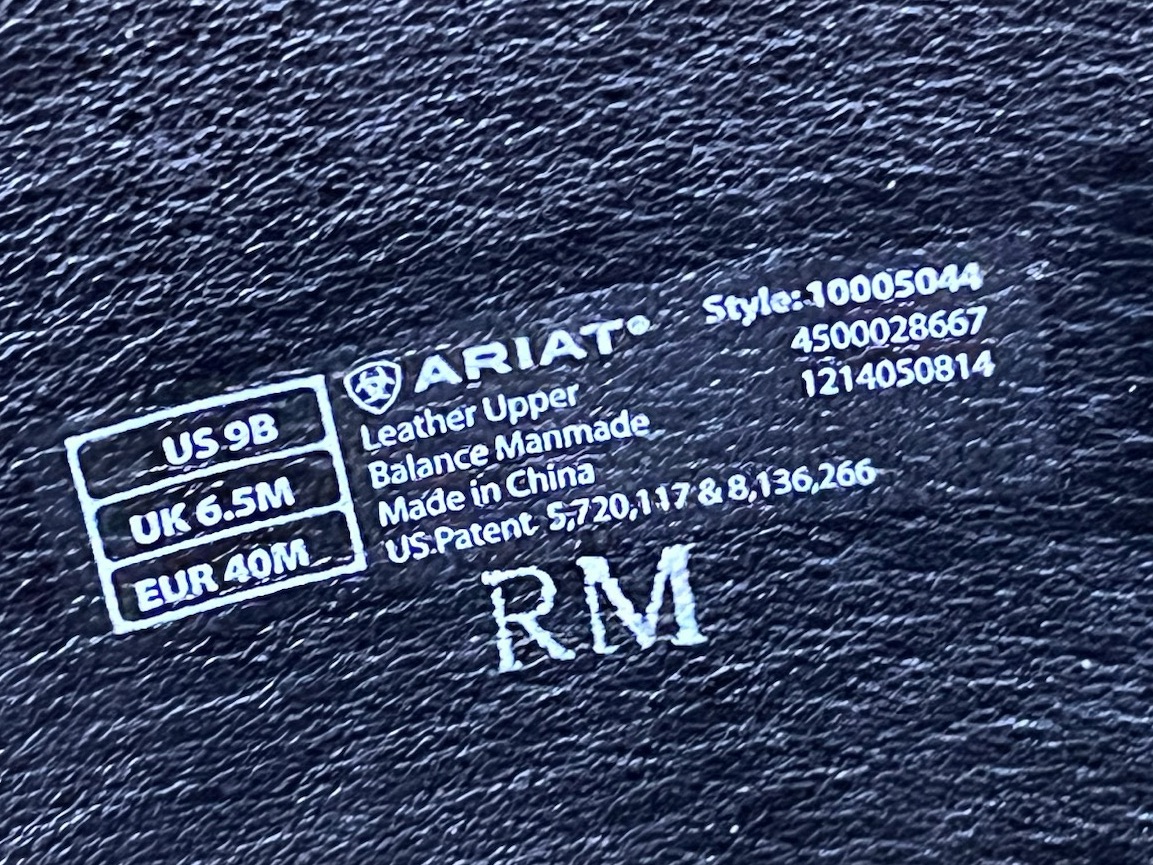 US 9B
UK 6.5M
EUR 40M
ARIAT®
Leather Upper
Balance Manmade
Made in China
US.Patent 5,720,117 & 8,136,266
Style: 10005044
4500028667
1214050814
RM